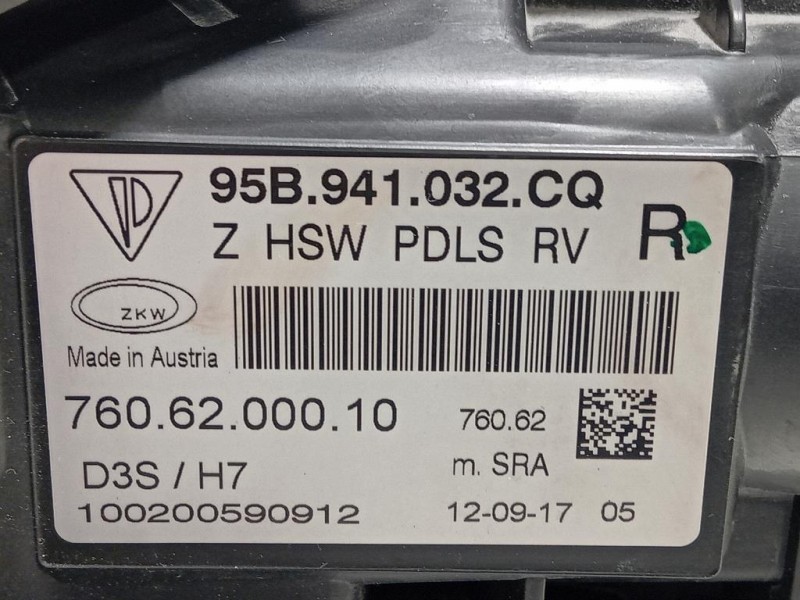 95B.941.032.CQ
Z HSW PDLS RV R
ZKW
Made in Austria
760.62.000.10 760.62
D3S / H7 m. SRA
100200590912 12-09-17 05